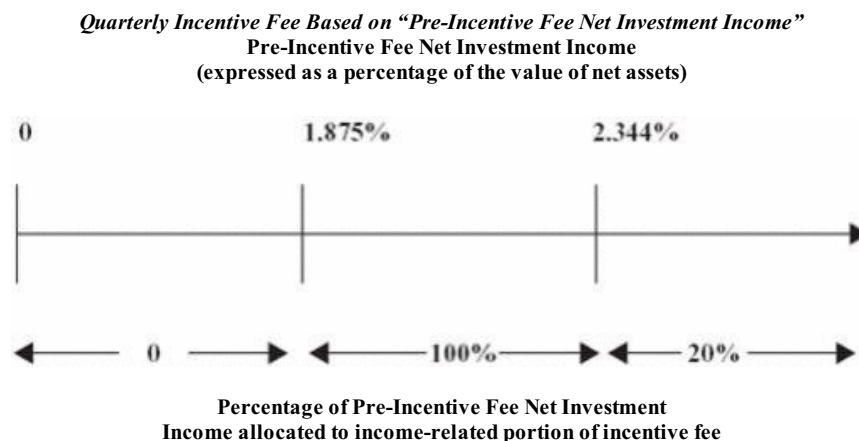 Quarterly Incentive Fee Based on “Pre-Incentive Fee Net Investment Income”
Pre-Incentive Fee Net Investment Income
(expressed as a percentage of the value of net assets)
0 1.875% 2.344%
0 100% 20%
Percentage of Pre-Incentive Fee Net Investment
Income allocated to income-related portion of incentive fee